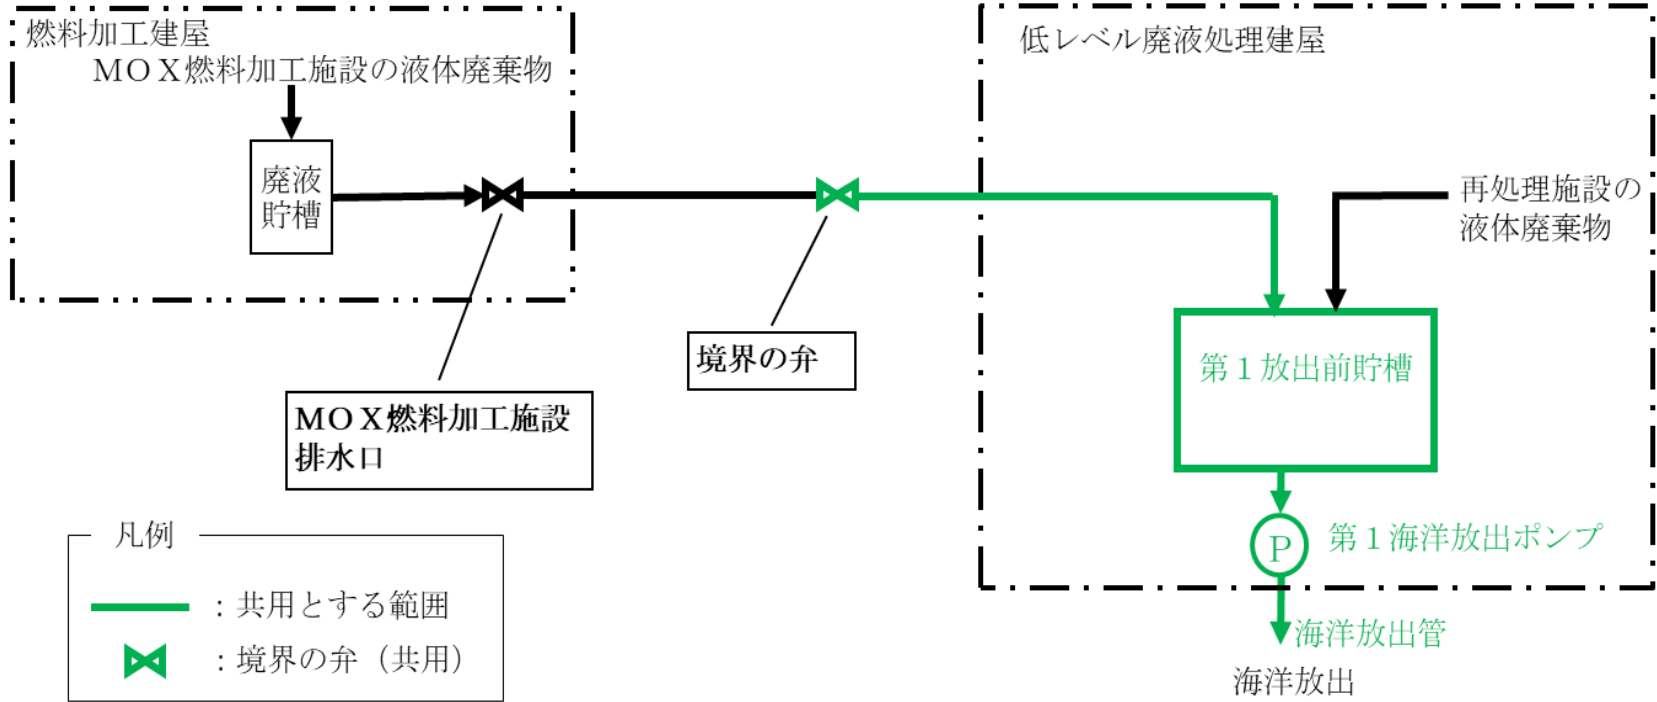 燃料加工建屋
ＭＯＸ燃料加工施設の液体廃棄物
廃液
貯槽
ＭＯＸ燃料加工施設
排水口
境界の弁
低レベル廃液処理建屋
再処理施設の
液体廃棄物
第１放出前貯槽
P
第１海洋放出ポンプ
海洋放出管
海洋放出
凡例
：共用とする範囲
：境界の弁（共用）